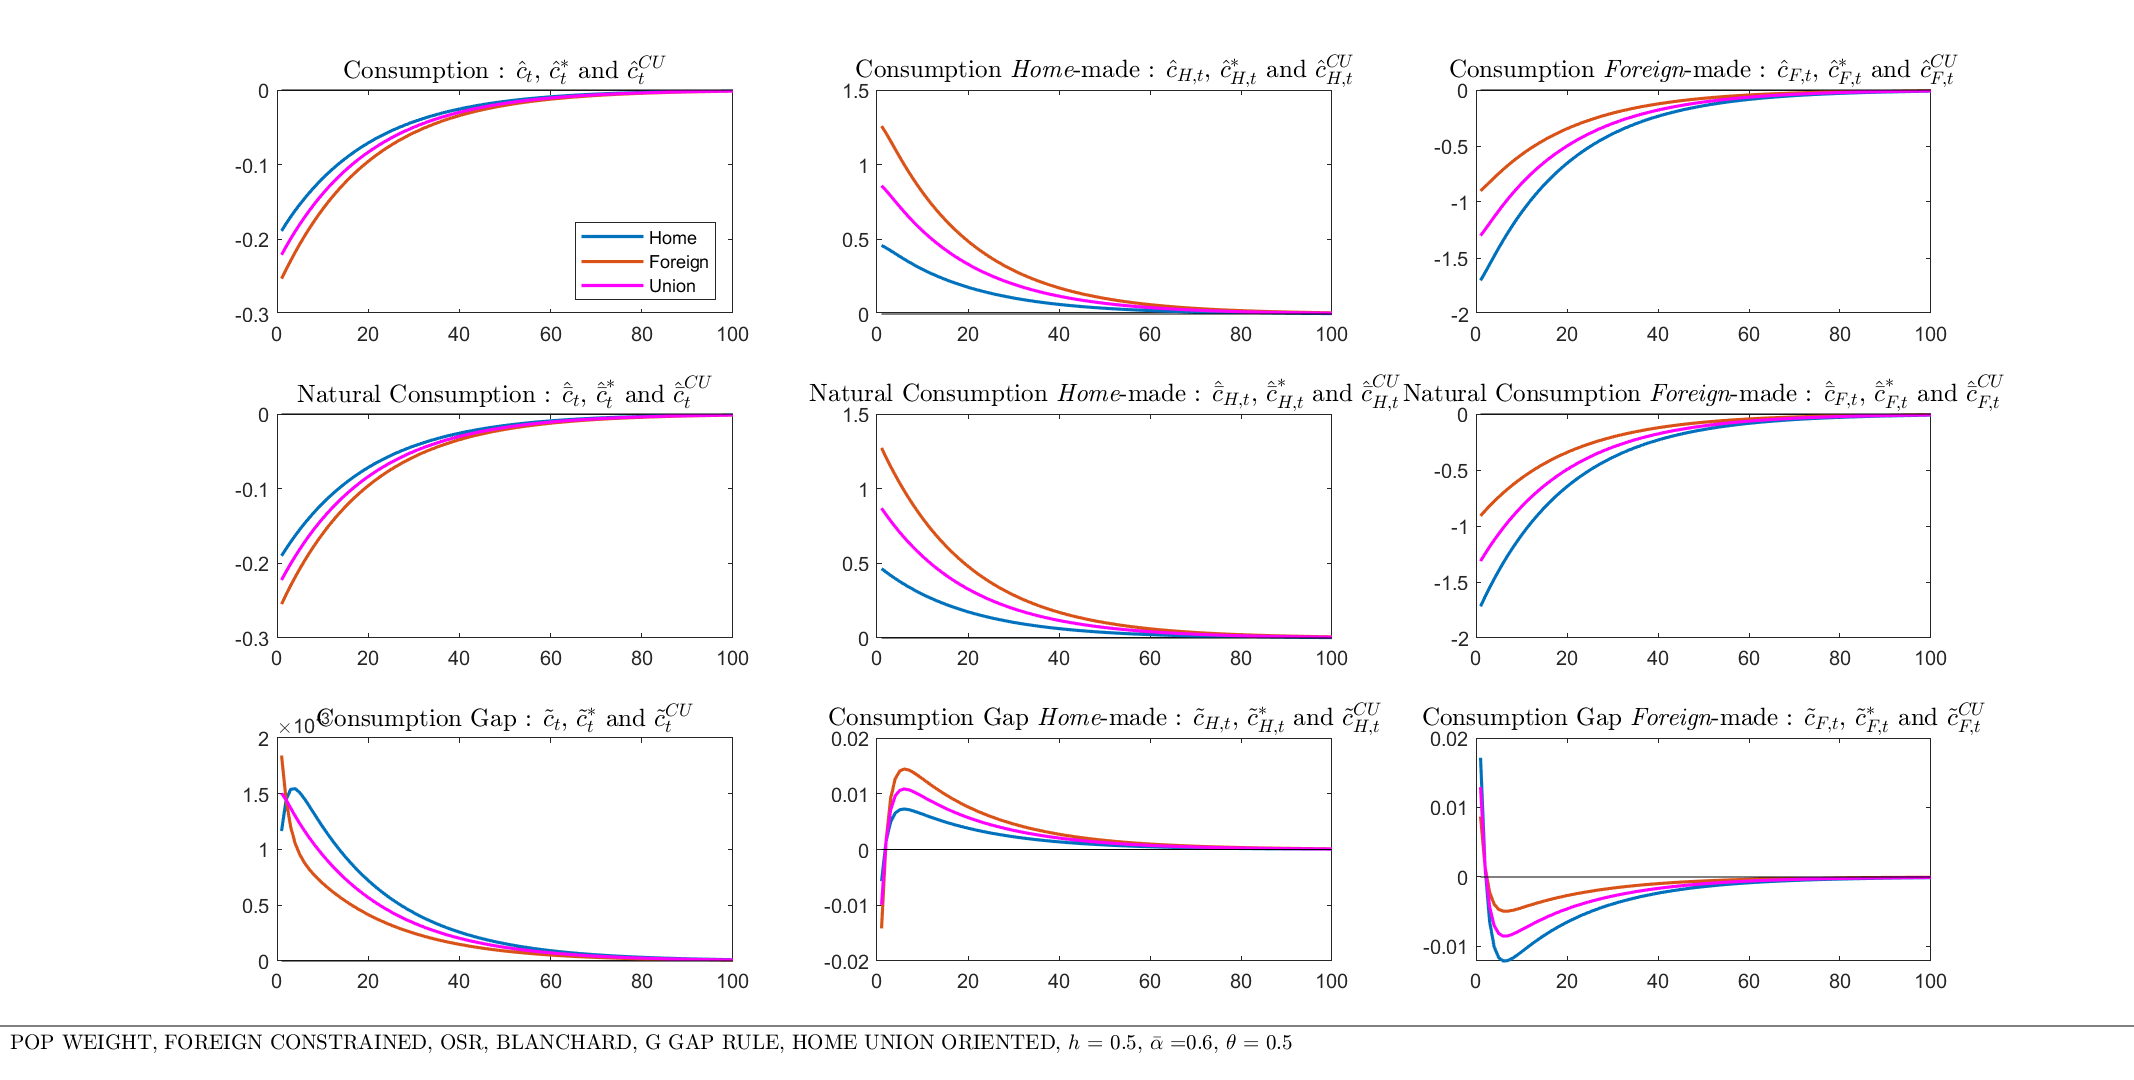 Consumption : ĉ_t, ĉ*_t and ĉ^CU_t
Consumption Home-made : ĉ_H,t, ĉ*_H,t and ĉ^CU_H,t
Consumption Foreign-made : ĉ_F,t, ĉ*_F,t and ĉ^CU_F,t
0
-0.1
-0.2
-0.3
0 20 40 60 80 100
Home
Foreign
Union
1.5
1
0.5
0
0 20 40 60 80 100
0
-0.5
-1
-1.5
-2
0 20 40 60 80 100
Natural Consumption : c̄̂_t, c̄̂*_t and c̄̂^CU_t
Natural Consumption Home-made : c̄̂_H,t, c̄̂*_H,t and c̄̂^CU_H,t
Natural Consumption Foreign-made : c̄̂_F,t, c̄̂*_F,t and c̄̂^CU_F,t
0
-0.1
-0.2
-0.3
0 20 40 60 80 100
1.5
1
0.5
0
0 20 40 60 80 100
0
-0.5
-1
-1.5
-2
0 20 40 60 80 100
×10^-3
Consumption Gap : c̃_t, c̃*_t and c̃^CU_t
Consumption Gap Home-made : c̃_H,t, c̃*_H,t and c̃^CU_H,t
Consumption Gap Foreign-made : c̃_F,t, c̃*_F,t and c̃^CU_F,t
2
1.5
1
0.5
0
0 20 40 60 80 100
0.02
0.01
0
-0.01
-0.02
0 20 40 60 80 100
0.02
0.01
0
-0.01
0 20 40 60 80 100
POP WEIGHT, FOREIGN CONSTRAINED, OSR, BLANCHARD, G GAP RULE, HOME UNION ORIENTED, h = 0.5, ᾱ =0.6, θ = 0.5